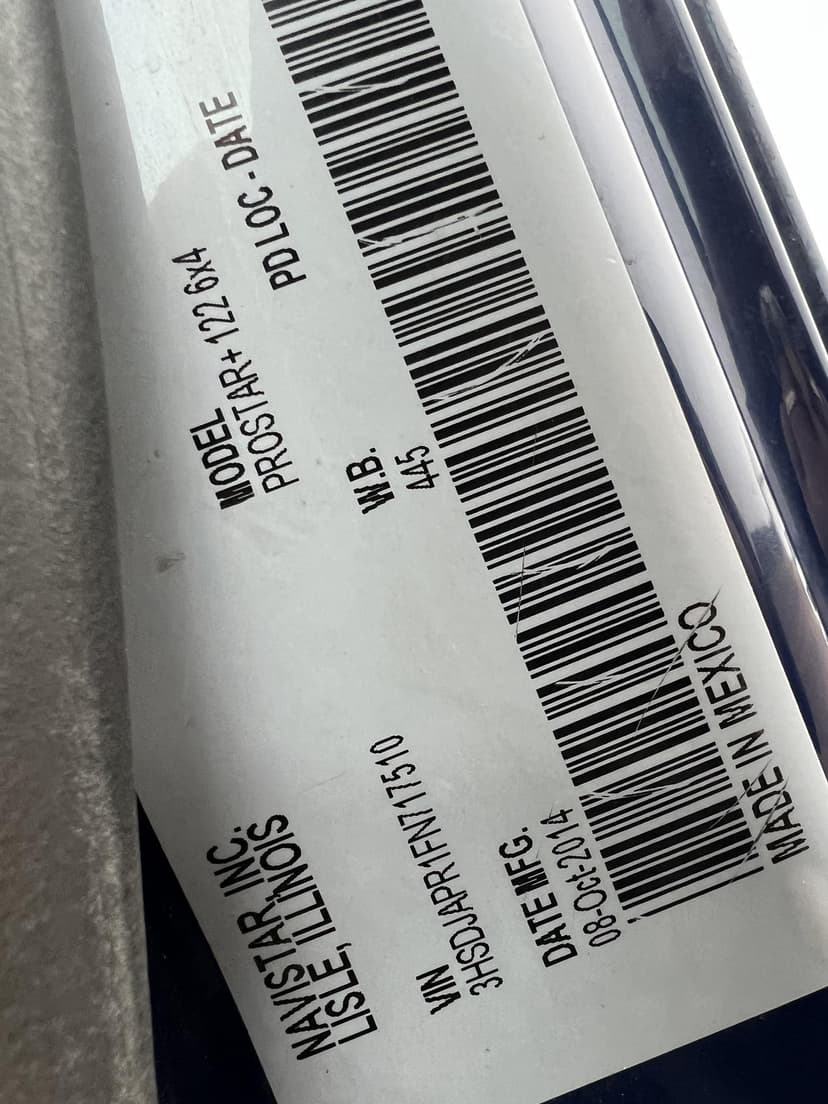 NAVISTAR, INC.
LISLE, ILLINOIS
MODEL
PROSTAR+ 122 6x4
PD LOC - DATE
VIN
3HSDJAPR1FN717510
W.B.
445
DATE MFG.
08-Oct-2014
MADE IN MEXICO